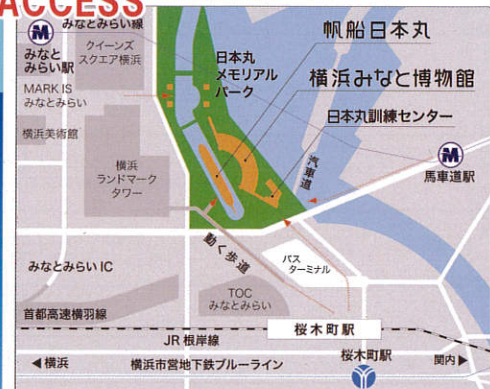 ACCESS
みなとみらい線
M
みなと
みらい駅
クイーンズ
スクエア横浜
MARK IS
みなとみらい
横浜美術館
日本丸
メモリアル
パーク
帆船日本丸
横浜みなと博物館
日本丸訓練センター
M
馬車道駅
汽車道
横浜
ランドマーク
タワー
動く歩道
バス
ターミナル
みなとみらいIC
TOC
みなとみらい
首都高速横羽線
桜木町駅
JR 根岸線
◀横浜
横浜市営地下鉄ブルーライン
桜木町駅
関内▶